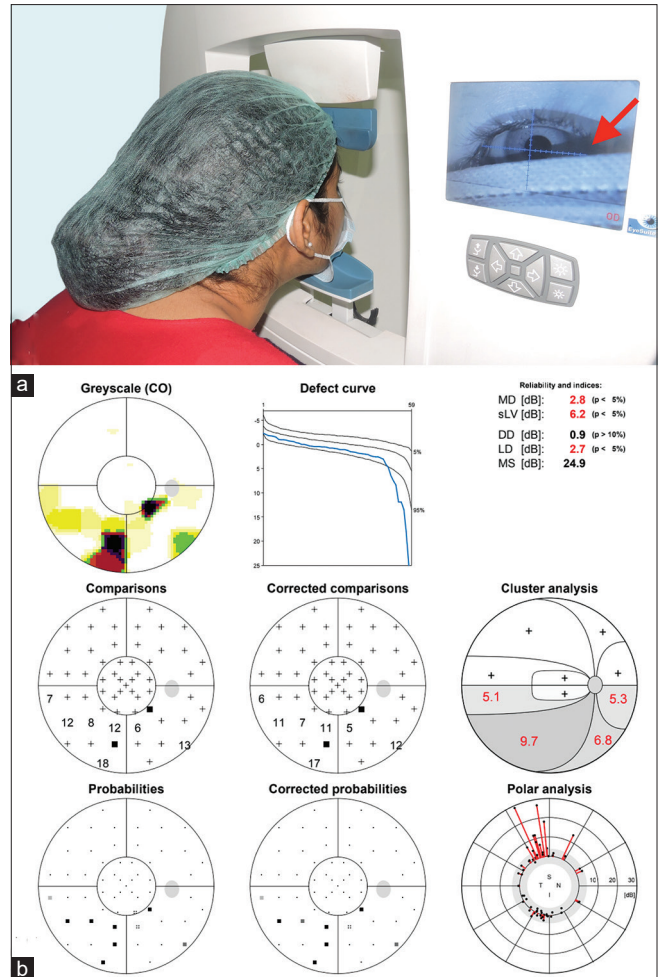 OD
EyeSuite
a
Greyscale (CO)
Defect curve
Reliability and indices:
1
59
-5
0
5
10
15
20
25
5%
95%
MD [dB]: 2.8 (p < 5%)
sLV [dB]: 6.2 (p < 5%)
DD [dB]: 0.9 (p > 10%)
LD [dB]: 2.7 (p < 5%)
MS [dB]: 24.9
Comparisons
Corrected comparisons
Cluster analysis
7
12 8 12 6
13
18
6
11 7 11 5
12
17
5.1
5.3
9.7
6.8
Probabilities
Corrected probabilities
Polar analysis
S
T N
I
10 20 30
[dB]
b